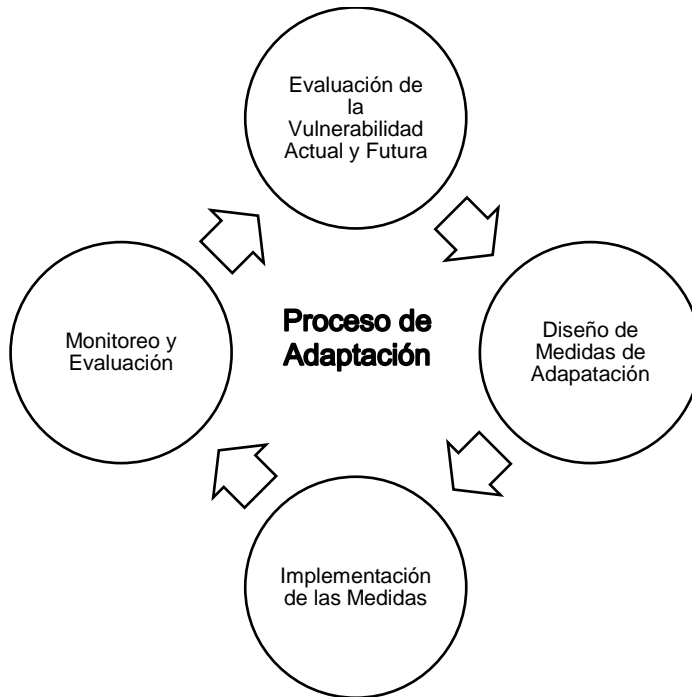 Evaluación de
la
Vulnerabilidad
Actual y Futura
Proceso de
Adaptación
Monitoreo y
Evaluación
Diseño de
Medidas de
Adapatación
Implementación
de las Medidas